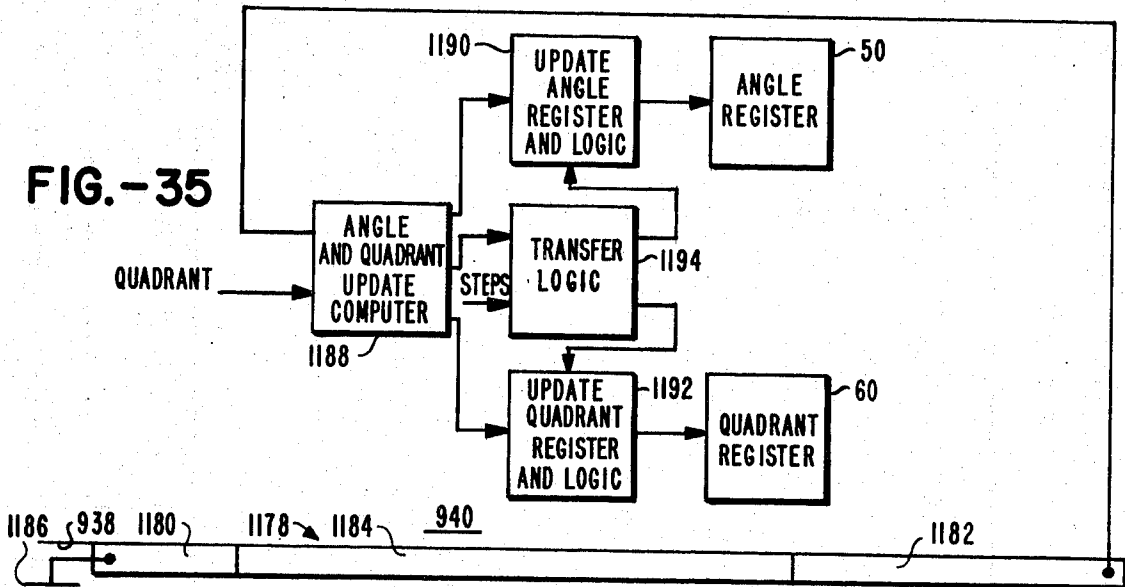 1190
UPDATE
ANGLE
REGISTER
AND LOGIC
50
ANGLE
REGISTER
FIG.-35
ANGLE
AND QUADRANT
UPDATE
COMPUTER
1188
QUADRANT
STEPS
TRANSFER
LOGIC
1194
UPDATE
QUADRANT
REGISTER
AND LOGIC
1192
QUADRANT
REGISTER
60
1186
938
1180
1178
1184
940
1182